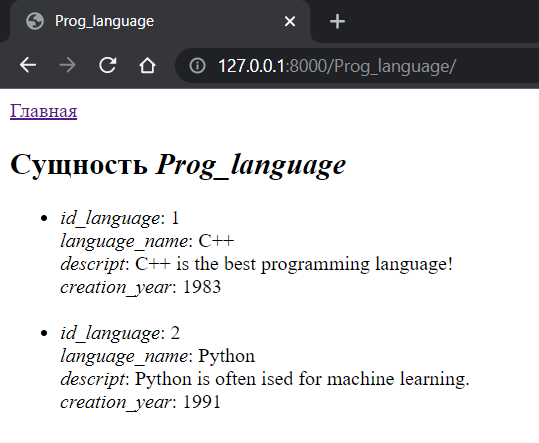 Prog_language
127.0.0.1:8000/Prog_language/
Главная
Сущность Prog_language
id_language: 1
language_name: C++
descript: C++ is the best programming language!
creation_year: 1983
id_language: 2
language_name: Python
descript: Python is often ised for machine learning.
creation_year: 1991